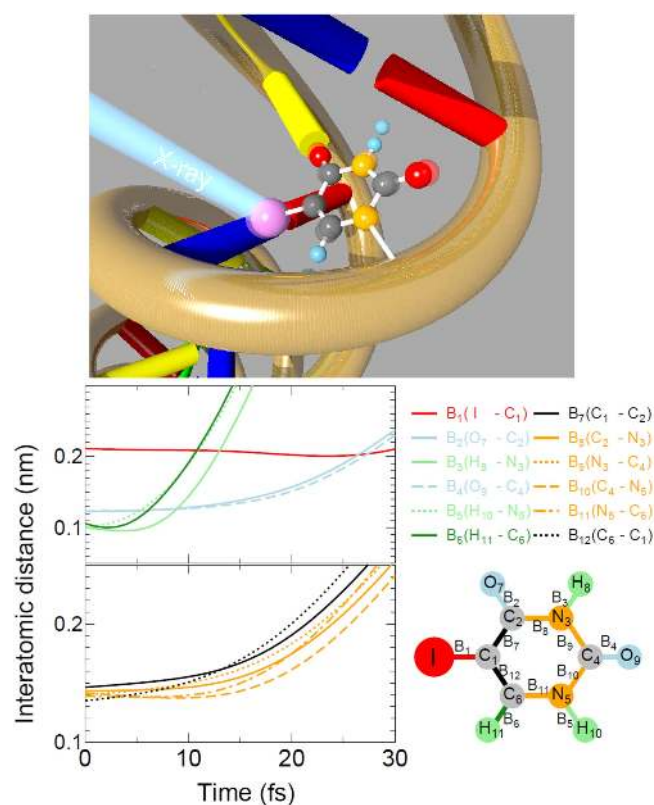 X-ray
Interatomic distance (nm)
0.2
0.1
0.2
0.1
0 10 20 30
Time (fs)
B1( I - C1) B7(C1 - C2)
B2(O7 - C2) B8(C2 - N3)
B3(H8 - N3) B9(N3 - C4)
B4(O9 - C4) B10(C4 - N5)
B5(H10 - N5) B11(N5 - C6)
B6(H11 - C6) B12(C6 - C1)
O7 H8
B2 B3
C2 N3
B8
B7 B9
I B1 C1 C4 B4 O9
B12 B10
B11
C6 N5
B6 B5
H11 H10